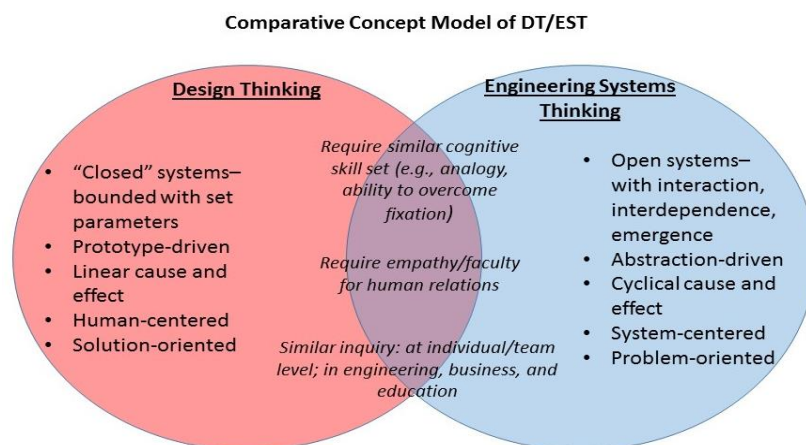 Comparative Concept Model of DT/EST
Design Thinking
• “Closed” systems–
bounded with set
parameters
• Prototype-driven
• Linear cause and
effect
• Human-centered
• Solution-oriented
Require similar cognitive
skill set (e.g., analogy,
ability to overcome
fixation)
Require empathy/faculty
for human relations
Similar inquiry: at individual/team
level; in engineering, business, and
education
Engineering Systems
Thinking
• Open systems–
with interaction,
interdependence,
emergence
• Abstraction-driven
• Cyclical cause and
effect
• System-centered
• Problem-oriented